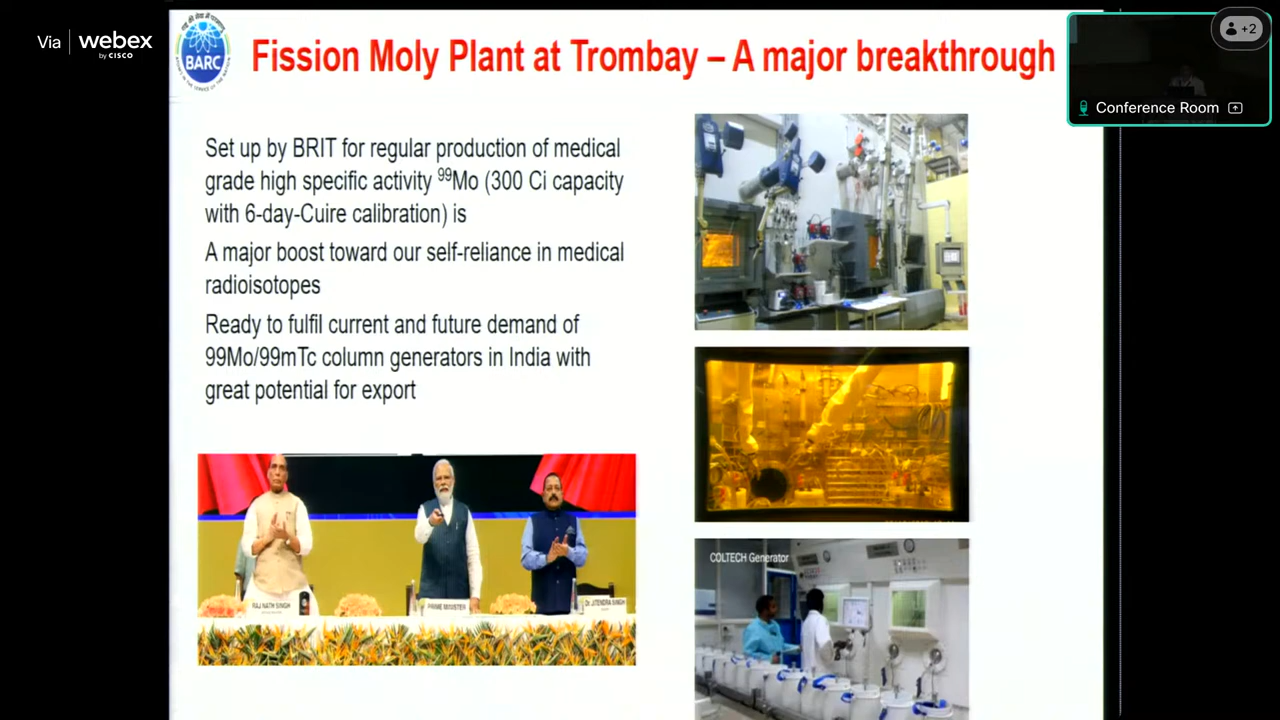 Via webex
by CISCO
BARC
Fission Moly Plant at Trombay – A major breakthrough
+2
Conference Room
Set up by BRIT for regular production of medical
grade high specific activity ⁹⁹Mo (300 Ci capacity
with 6-day-Cuire calibration) is
A major boost toward our self-reliance in medical
radioisotopes
Ready to fulfil current and future demand of
99Mo/99mTc column generators in India with
great potential for export
RAJ NATH SINGH
PRIME MINISTER
Dr. JITENDRA SINGH
COLTECH Generator